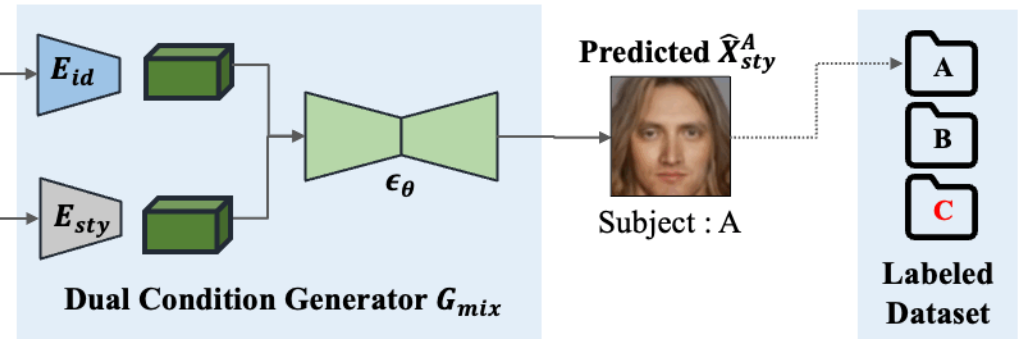 E_id
E_sty
ϵ_θ
Dual Condition Generator G_mix
Predicted X̂^A_sty
Subject : A
A
B
C
Labeled
Dataset